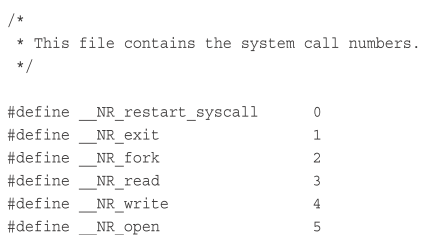 /*
 * This file contains the system call numbers.
 */
#define __NR_restart_syscall 0
#define __NR_exit 1
#define __NR_fork 2
#define __NR_read 3
#define __NR_write 4
#define __NR_open 5